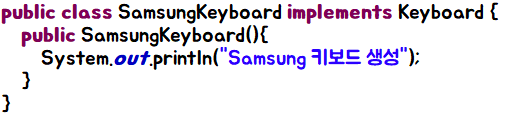 public class SamsungKeyboard implements Keyboard {
public SamsungKeyboard(){
System.out.println("Samsung 키보드 생성");
}
}